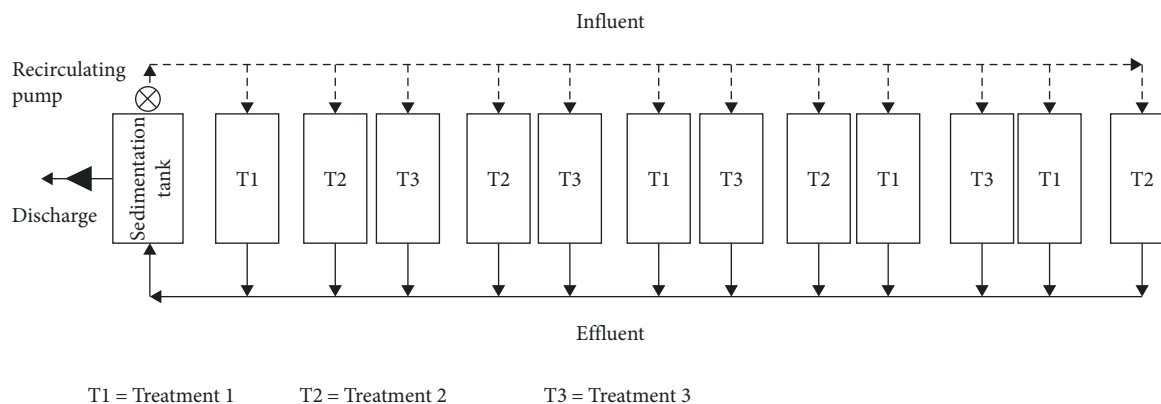 Influent
Recirculating
pump
Sedimentation
tank
T1 T2 T3 T2 T3 T1 T3 T2 T1 T3 T1 T2
Discharge
Effluent
T1 = Treatment 1 T2 = Treatment 2 T3 = Treatment 3